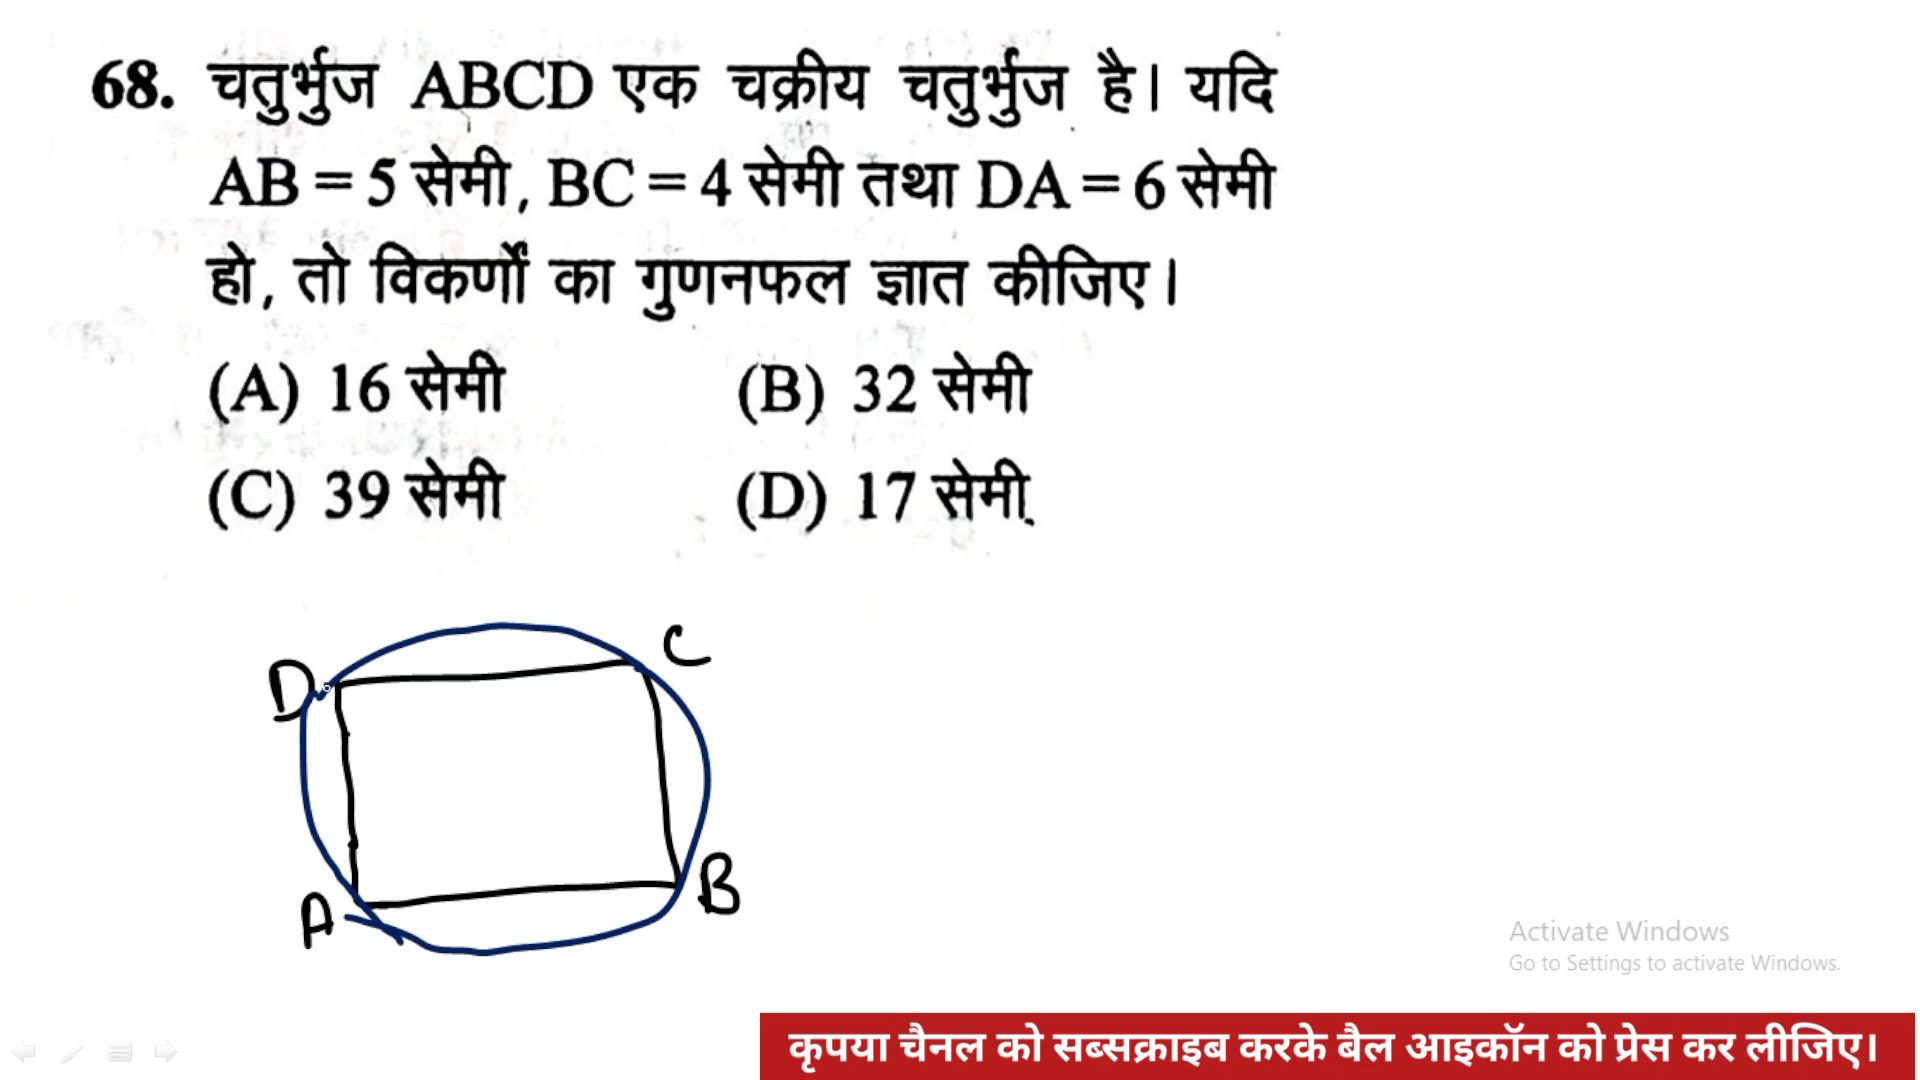 68. चतुर्भुज ABCD एक चक्रीय चतुर्भुज है। यदि
AB = 5 सेमी, BC = 4 सेमी तथा DA = 6 सेमी
हो, तो विकर्णों का गुणनफल ज्ञात कीजिए।
(A) 16 सेमी (B) 32 सेमी
(C) 39 सेमी (D) 17 सेमी
D C
A B
Activate Windows
Go to Settings to activate Windows.
कृपया चैनल को सब्सक्राइब करके बैल आइकॉन को प्रेस कर लीजिए।